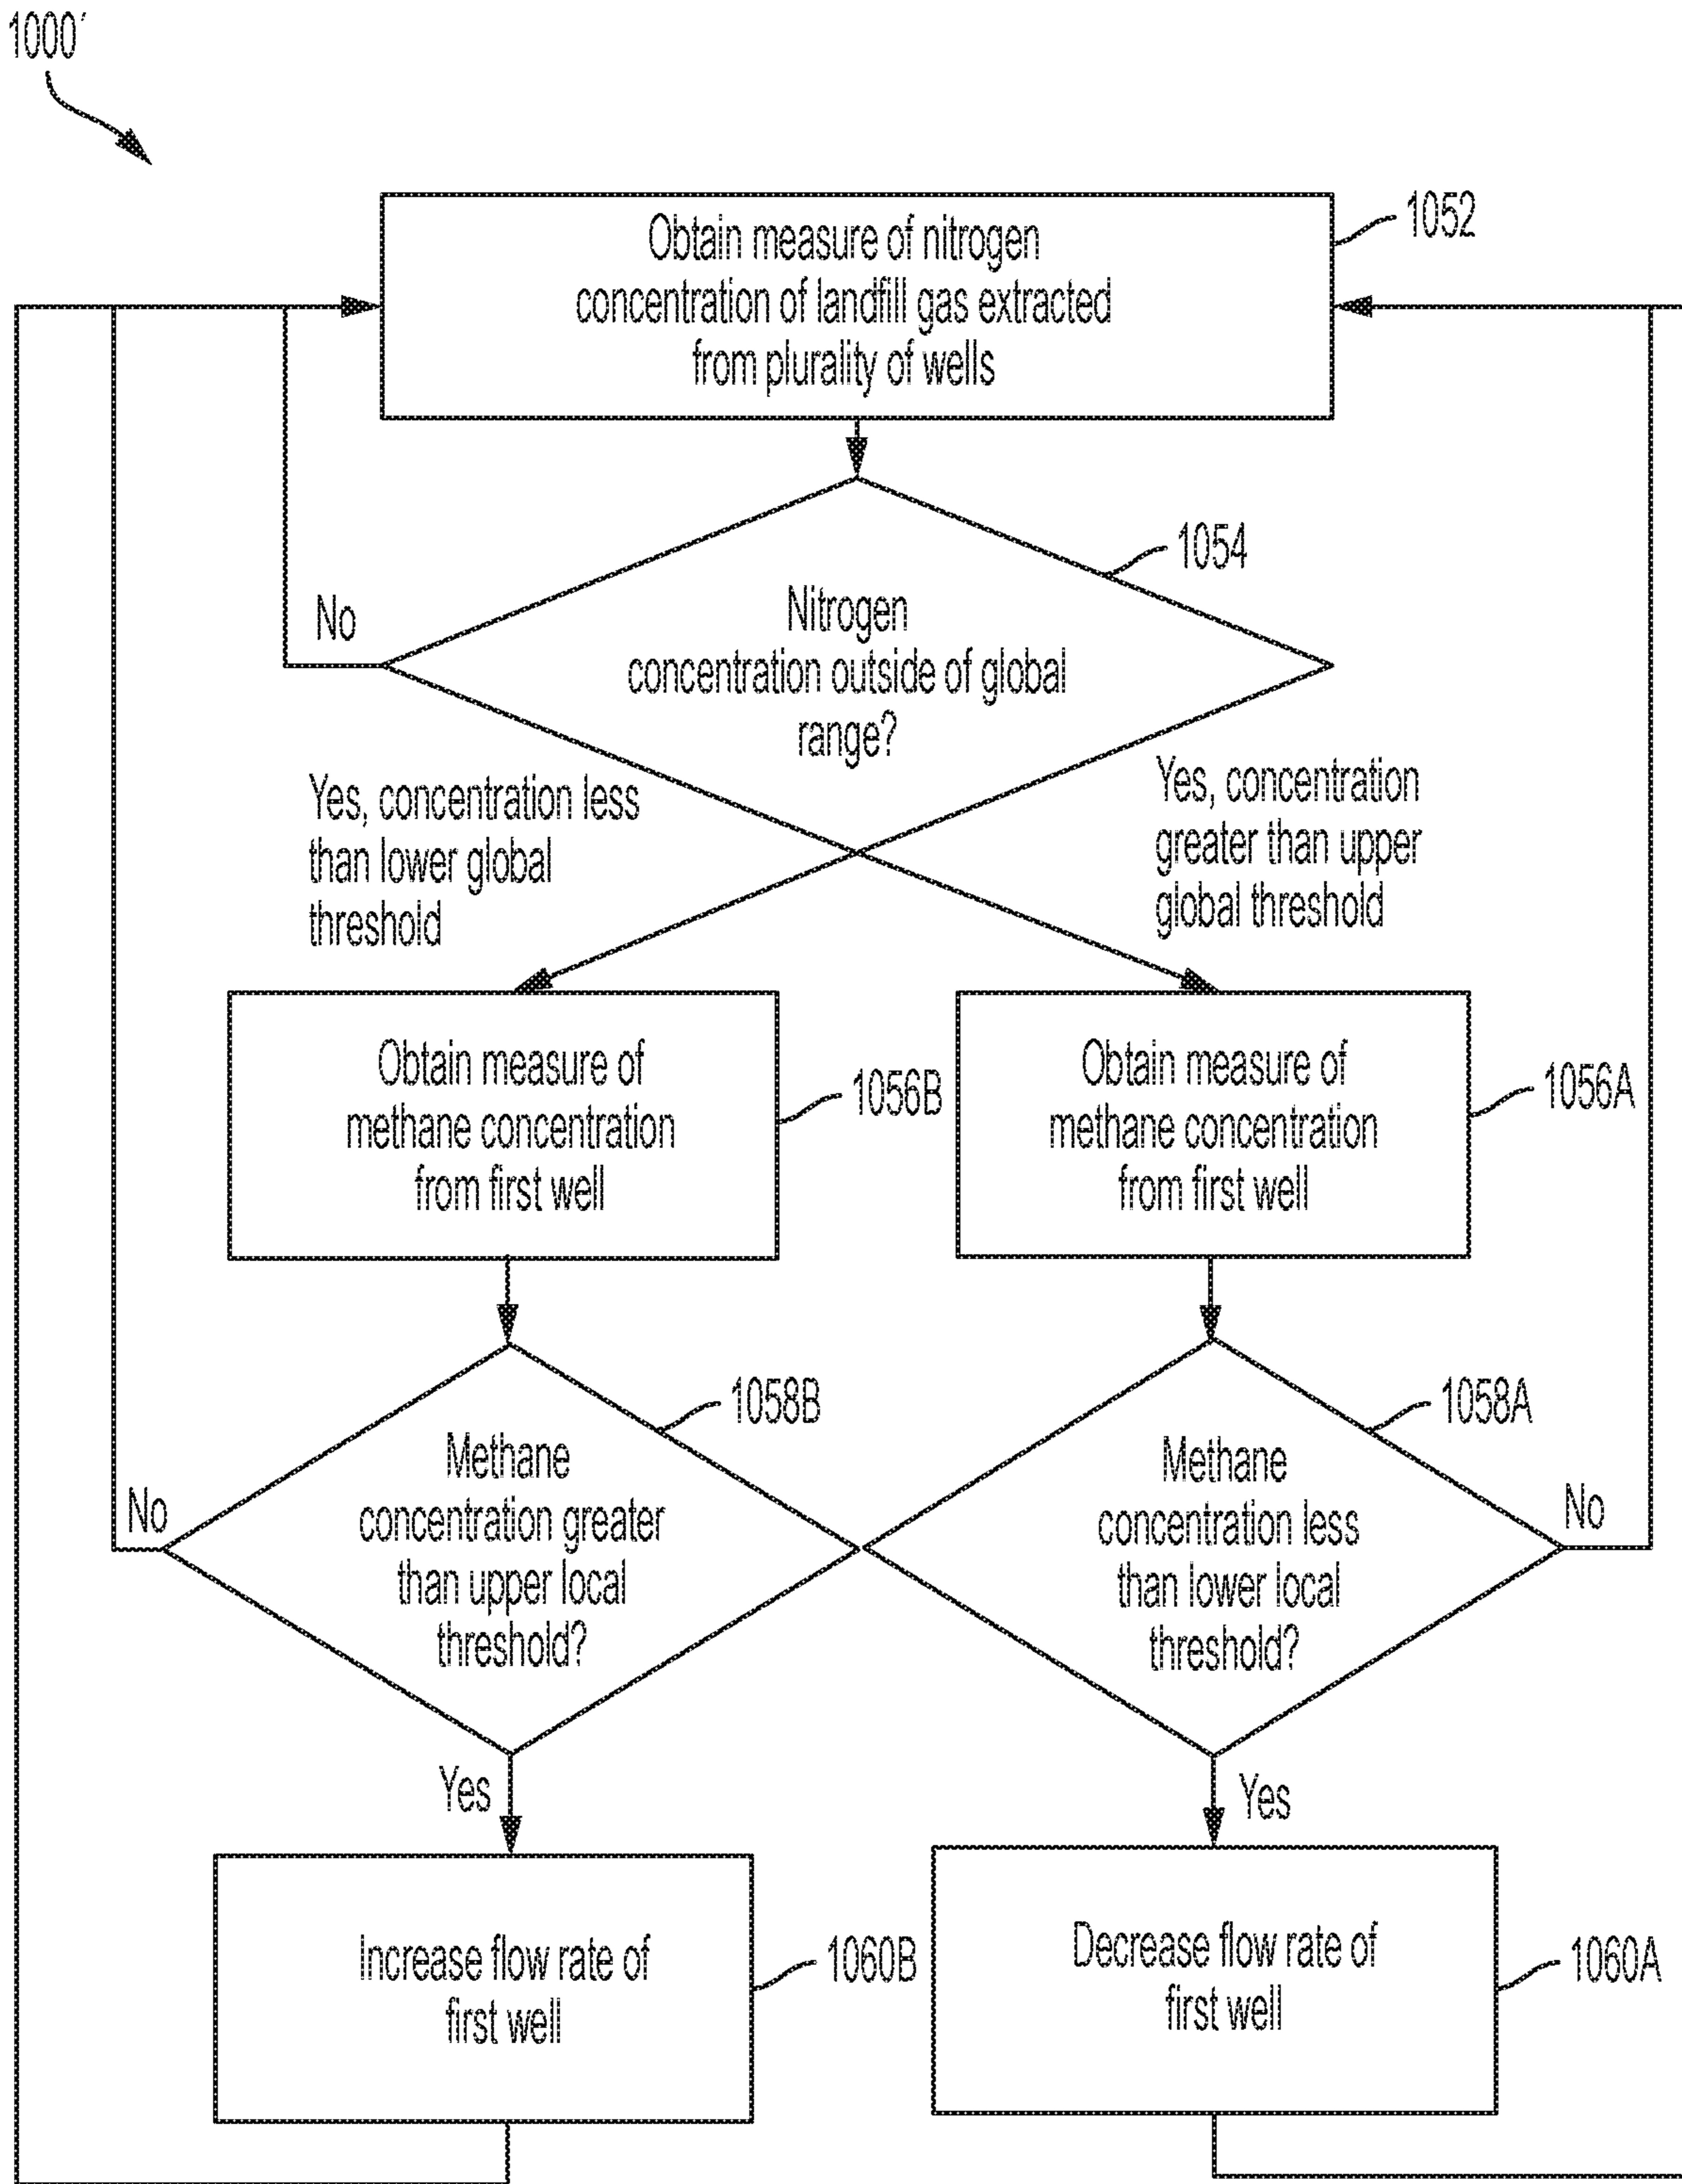 1000′
Obtain measure of nitrogen
concentration of landfill gas extracted
from plurality of wells
1052
Nitrogen
concentration outside of global
range?
1054
No
Yes, concentration less
than lower global
threshold
Yes, concentration
greater than upper
global threshold
Obtain measure of
methane concentration
from first well
1056B
Obtain measure of
methane concentration
from first well
1056A
Methane
concentration greater
than upper local
threshold?
1058B
No
Methane
concentration less
than lower local
threshold?
1058A
No
Yes
Yes
Increase flow rate of
first well
1060B
Decrease flow rate of
first well
1060A